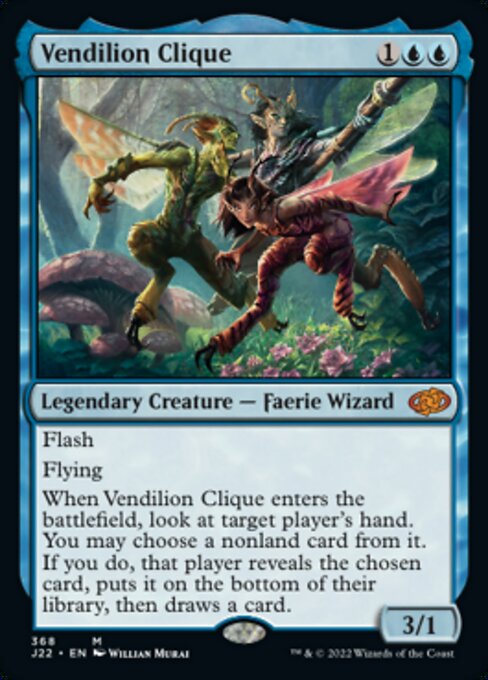 Vendilion Clique 1
Legendary Creature — Faerie Wizard
Flash
Flying
When Vendilion Clique enters the
battlefield, look at target player's hand.
You may choose a nonland card from it.
If you do, that player reveals the chosen
card, puts it on the bottom of their
library, then draws a card.
3/1
368 M
J22 • EN Willian Murai
™ & © 2022 Wizards of the Coast